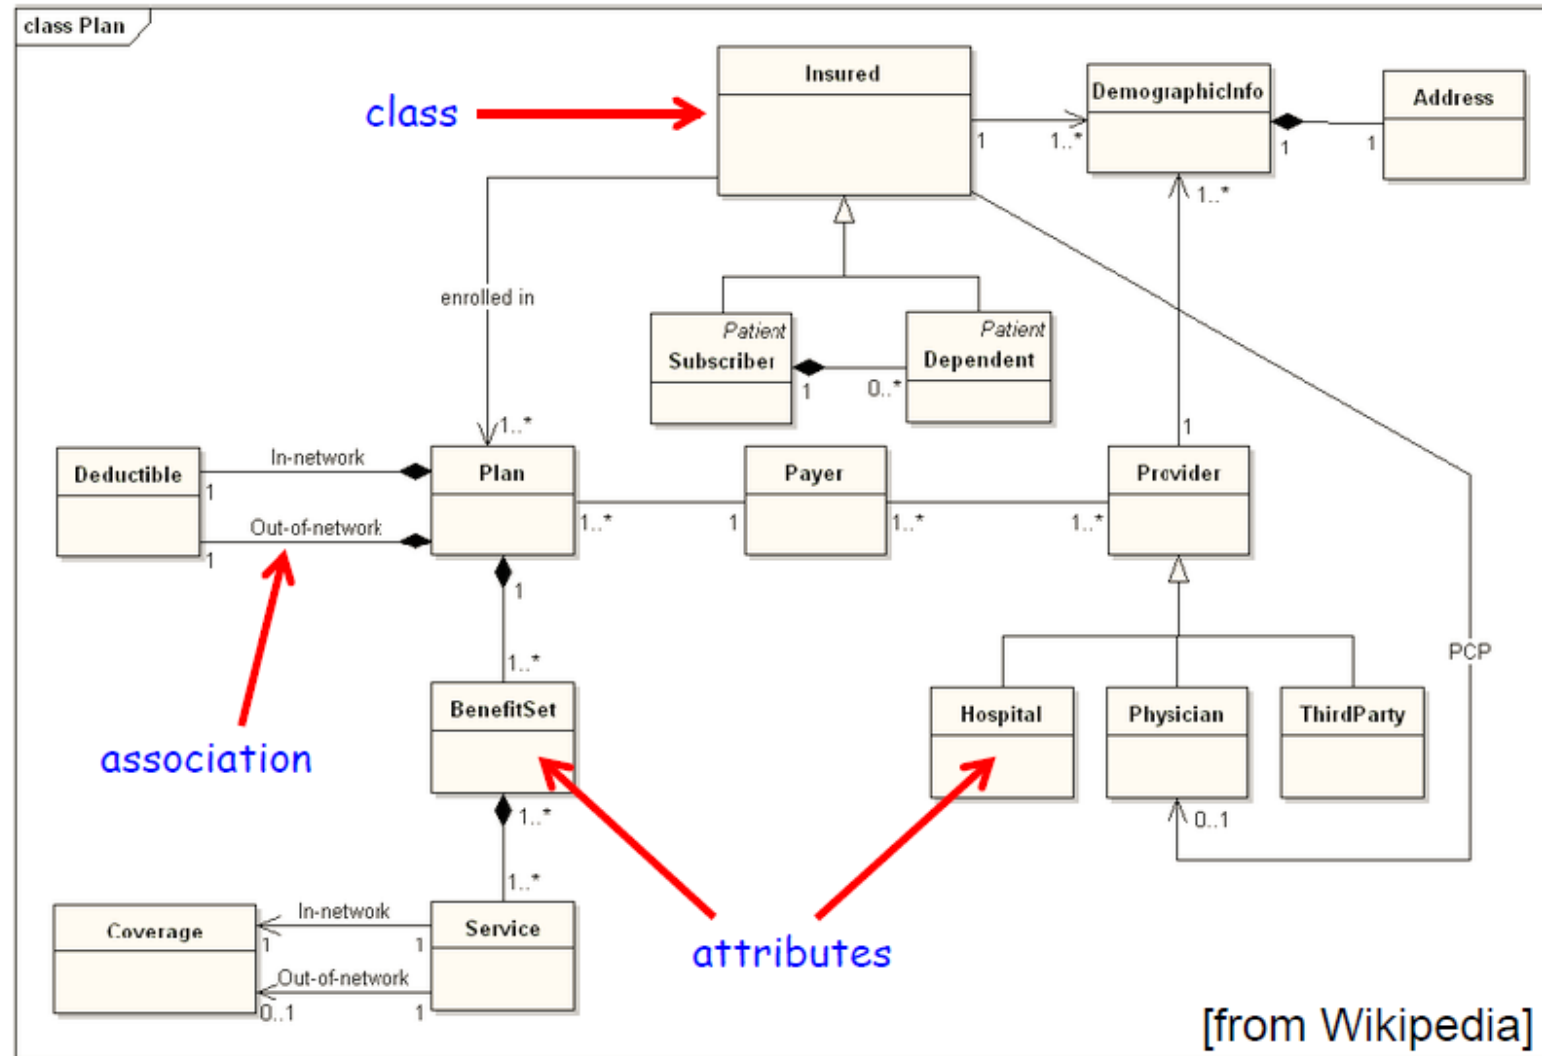 class Plan
Insured
DemographicInfo
Address
class
1
1..*
1
1
1..*
enrolled in
Patient
Subscriber
Patient
Dependent
1
0..*
1..*
1
Deductible
In-network
1
Out-of-network
1
Plan
1..*
1
Payer
1..*
1..*
Provider
1
1..*
association
BenefitSet
Hospital
Physician
ThirdParty
PCP
1..*
0..1
1..*
Coverage
In-network
1
1
Out-of-network
0..1
1
Service
attributes
[from Wikipedia]